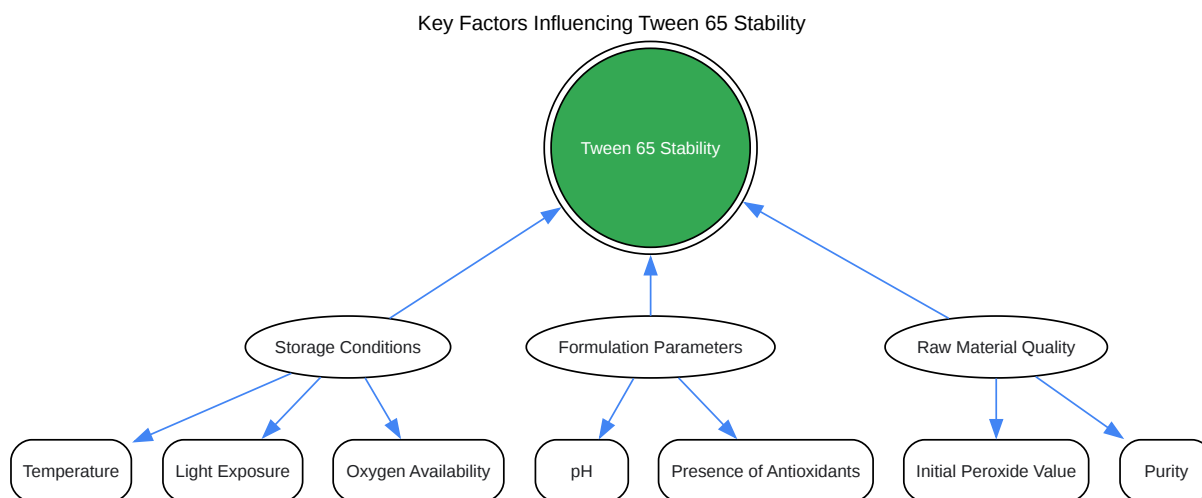 Key Factors Influencing Tween 65 Stability
Tween 65 Stability
Storage Conditions
Formulation Parameters
Raw Material Quality
Temperature
Light Exposure
Oxygen Availability
pH
Presence of Antioxidants
Initial Peroxide Value
Purity